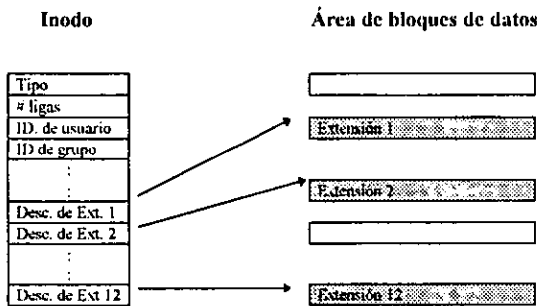 Inodo
Área de bloques de datos
Tipo
# ligas
ID. de usuario
ID de grupo
Desc. de Ext. 1
Desc. de Ext. 2
Desc. de Ext 12
Extensión 1
Extensión 2
Extensión 12